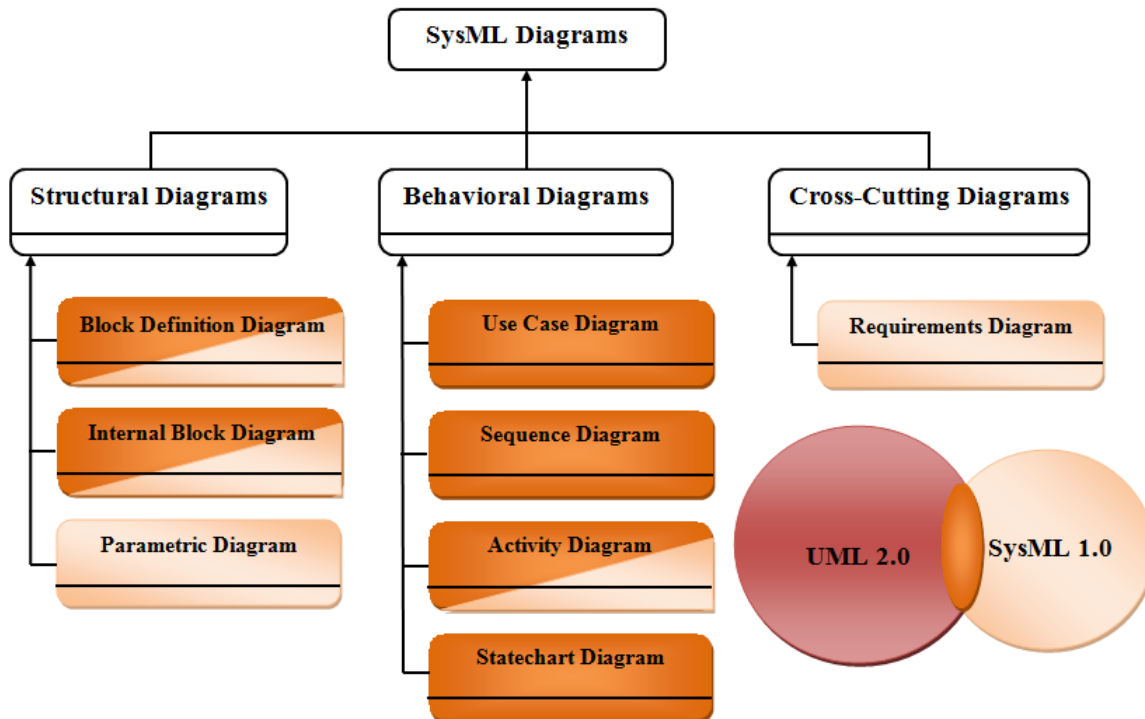 SysML Diagrams
Structural Diagrams
Behavioral Diagrams
Cross-Cutting Diagrams
Block Definition Diagram
Internal Block Diagram
Parametric Diagram
Use Case Diagram
Sequence Diagram
Activity Diagram
Statechart Diagram
Requirements Diagram
UML 2.0
SysML 1.0